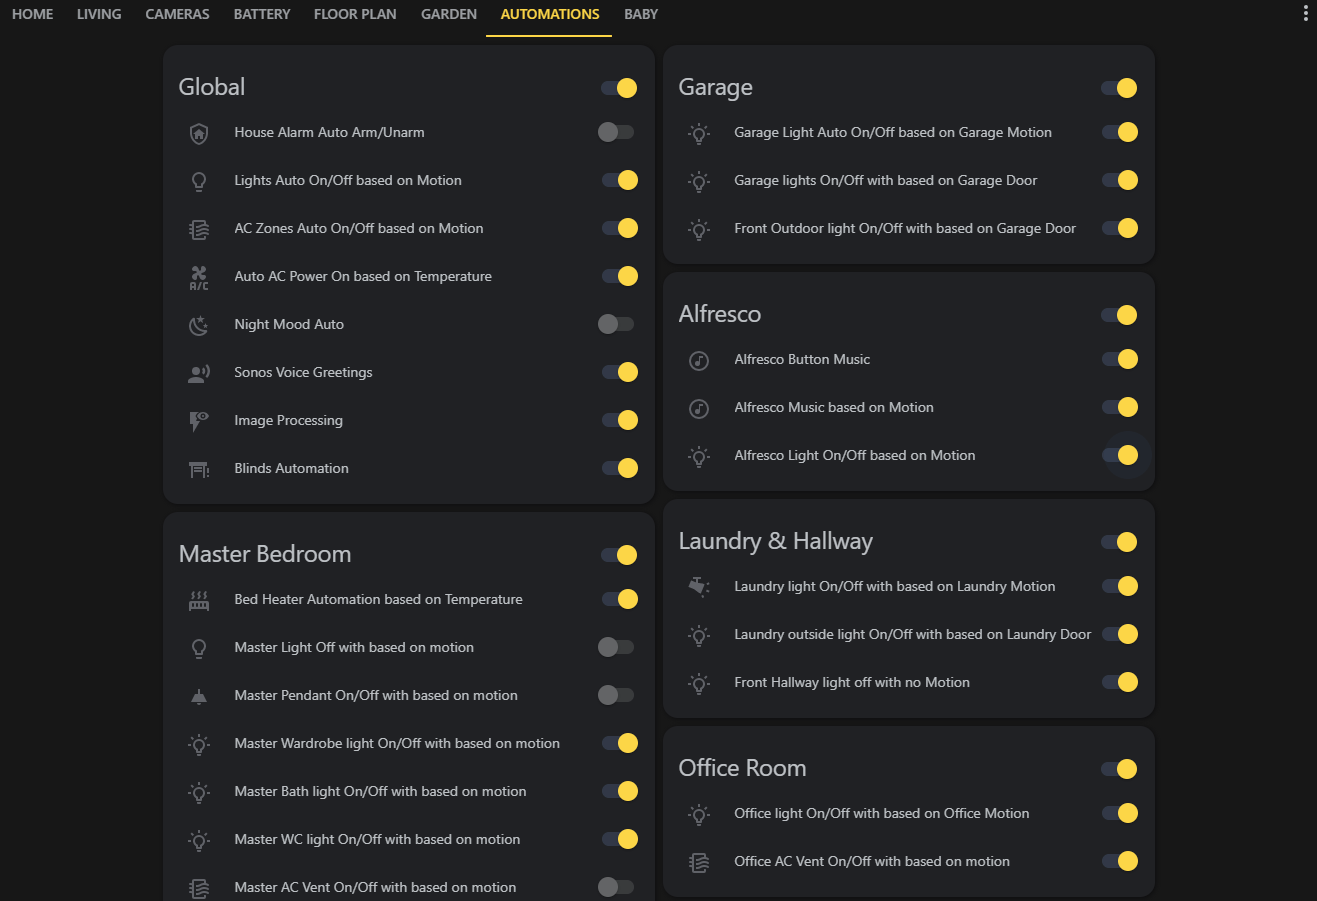 HOME LIVING CAMERAS BATTERY FLOOR PLAN GARDEN AUTOMATIONS BABY
Global
House Alarm Auto Arm/Unarm
Lights Auto On/Off based on Motion
AC Zones Auto On/Off based on Motion
A/C
Auto AC Power On based on Temperature
Night Mood Auto
Sonos Voice Greetings
Image Processing
Blinds Automation
Master Bedroom
Bed Heater Automation based on Temperature
Master Light Off with based on motion
Master Pendant On/Off with based on motion
Master Wardrobe light On/Off with based on motion
Master Bath light On/Off with based on motion
Master WC light On/Off with based on motion
Master AC Vent On/Off with based on motion
Garage
Garage Light Auto On/Off based on Garage Motion
Garage lights On/Off with based on Garage Door
Front Outdoor light On/Off with based on Garage Door
Alfresco
Alfresco Button Music
Alfresco Music based on Motion
Alfresco Light On/Off based on Motion
Laundry & Hallway
Laundry light On/Off with based on Laundry Motion
Laundry outside light On/Off with based on Laundry Door
Front Hallway light off with no Motion
Office Room
Office light On/Off with based on Office Motion
Office AC Vent On/Off with based on motion